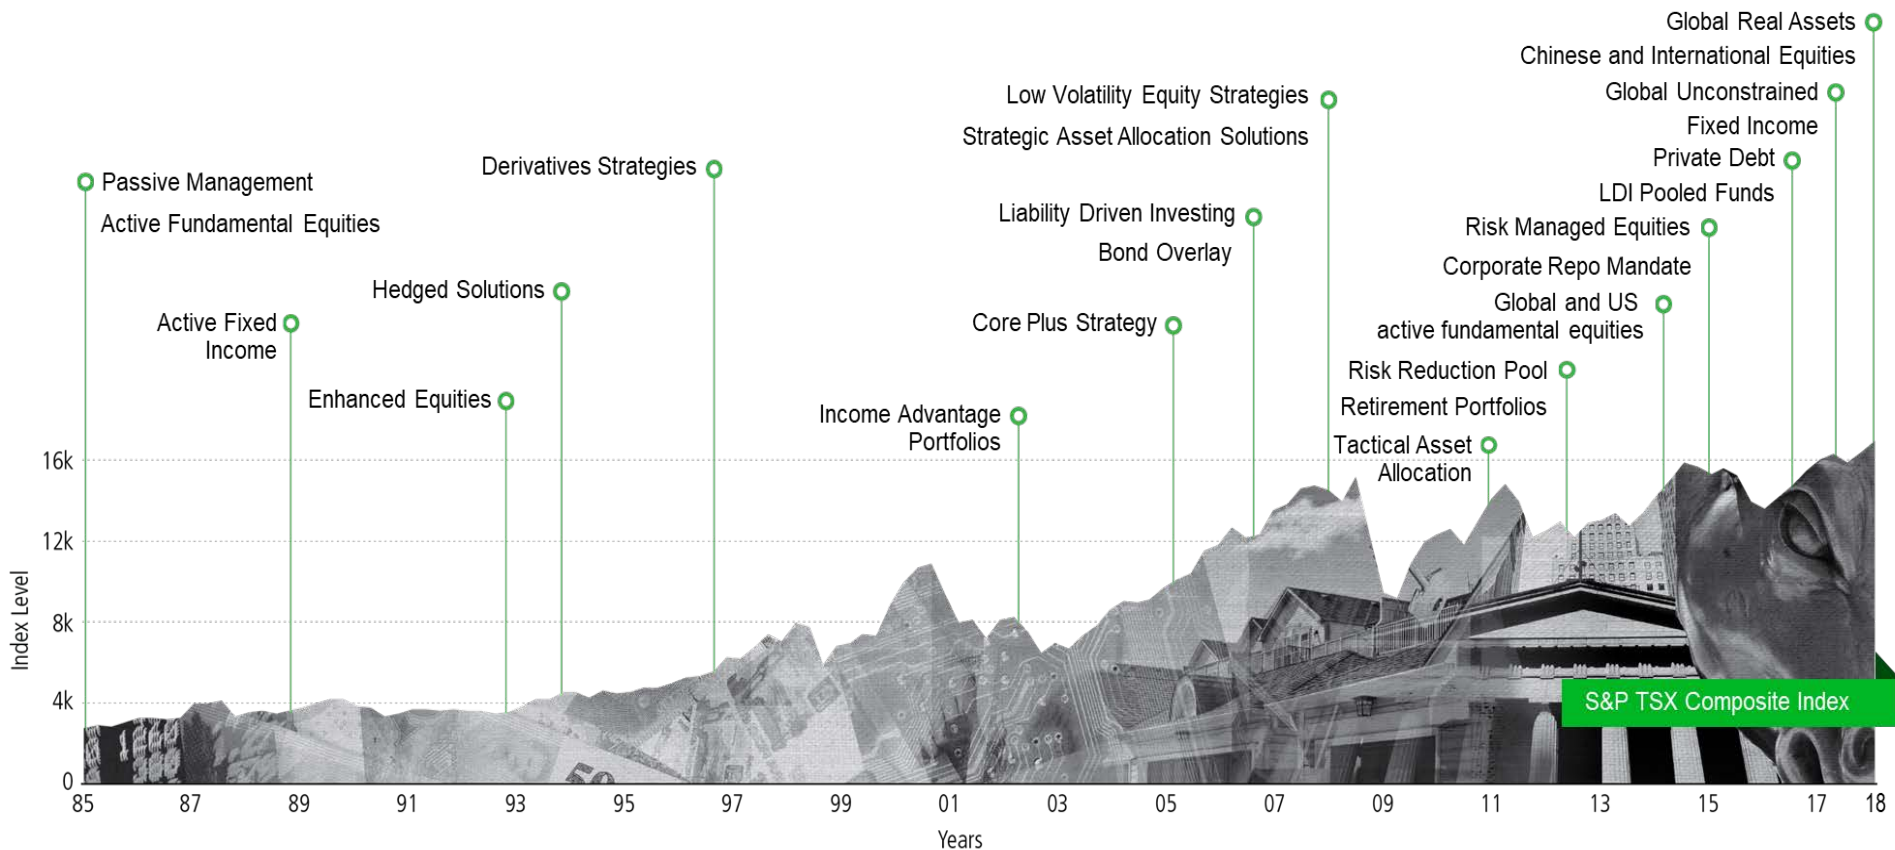 Global Real Assets
Chinese and International Equities
Low Volatility Equity Strategies
Global Unconstrained
Fixed Income
Strategic Asset Allocation Solutions
Derivatives Strategies
Private Debt
Passive Management
LDI Pooled Funds
Active Fundamental Equities
Liability Driven Investing
Risk Managed Equities
Bond Overlay
Corporate Repo Mandate
Hedged Solutions
Global and US
active fundamental equities
Active Fixed
Income
Core Plus Strategy
Risk Reduction Pool
Enhanced Equities
Retirement Portfolios
Income Advantage
Portfolios
Tactical Asset
Allocation
16k
12k
8k
4k
0
Index Level
50
S&P TSX Composite Index
85 87 89 91 93 95 97 99 01 03 05 07 09 11 13 15 17 18
Years